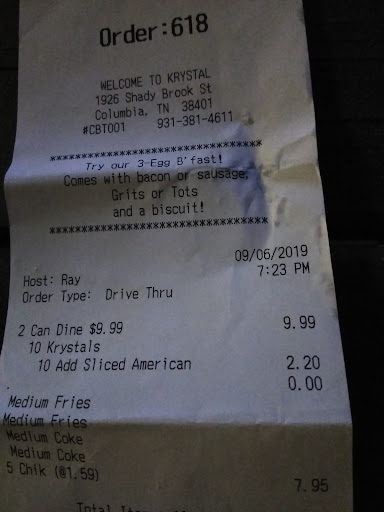 Order:618
WELCOME TO KRYSTAL
1926 Shady Brook St
Columbia, TN 38401
#CBT001 931-381-4611
*******************************
Try our 3-Egg B'fast!
Comes with bacon or sausage,
Grits or Tots
and a biscuit!
*******************************
09/06/2019
Host: Ray 7:23 PM
Order Type: Drive Thru
2 Can Dine $9.99 9.99
10 Krystals
10 Add Sliced American 2.20
. 0.00
Medium Fries
Medium Fries
Medium Coke
Medium Coke
5 Chik (@1.59) 7.95
Total